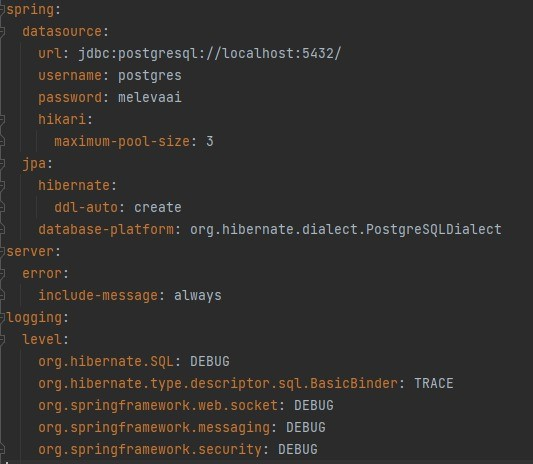 spring:
  datasource:
    url: jdbc:postgresql://localhost:5432/
    username: postgres
    password: melevaai
    hikari:
      maximum-pool-size: 3
  jpa:
    hibernate:
      ddl-auto: create
    database-platform: org.hibernate.dialect.PostgreSQLDialect
server:
  error:
    include-message: always
logging:
  level:
    org.hibernate.SQL: DEBUG
    org.hibernate.type.descriptor.sql.BasicBinder: TRACE
    org.springframework.web.socket: DEBUG
    org.springframework.messaging: DEBUG
    org.springframework.security: DEBUG